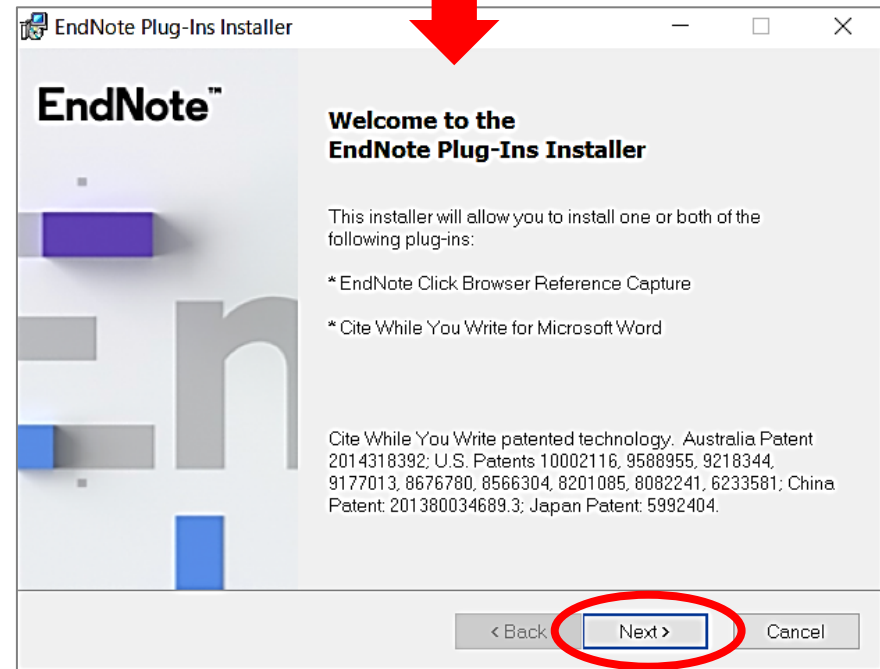 EndNote Plug-Ins Installer
EndNote™
Welcome to the
EndNote Plug-Ins Installer
This installer will allow you to install one or both of the
following plug-ins:
* EndNote Click Browser Reference Capture
* Cite While You Write for Microsoft Word
Cite While You Write patented technology. Australia Patent
2014318392; U.S. Patents 10002116, 9588955, 9218344,
9177013, 8676780, 8566304, 8201085, 8082241, 6233581; China
Patent: 201380034689.3; Japan Patent: 5992404.
< Back
Next >
Cancel